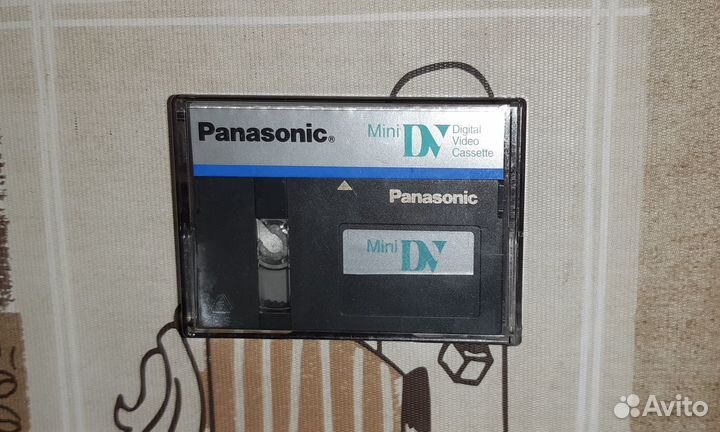 Panasonic®
Mini DV Digital
Video
Cassette
Panasonic
Mini DV
Avito